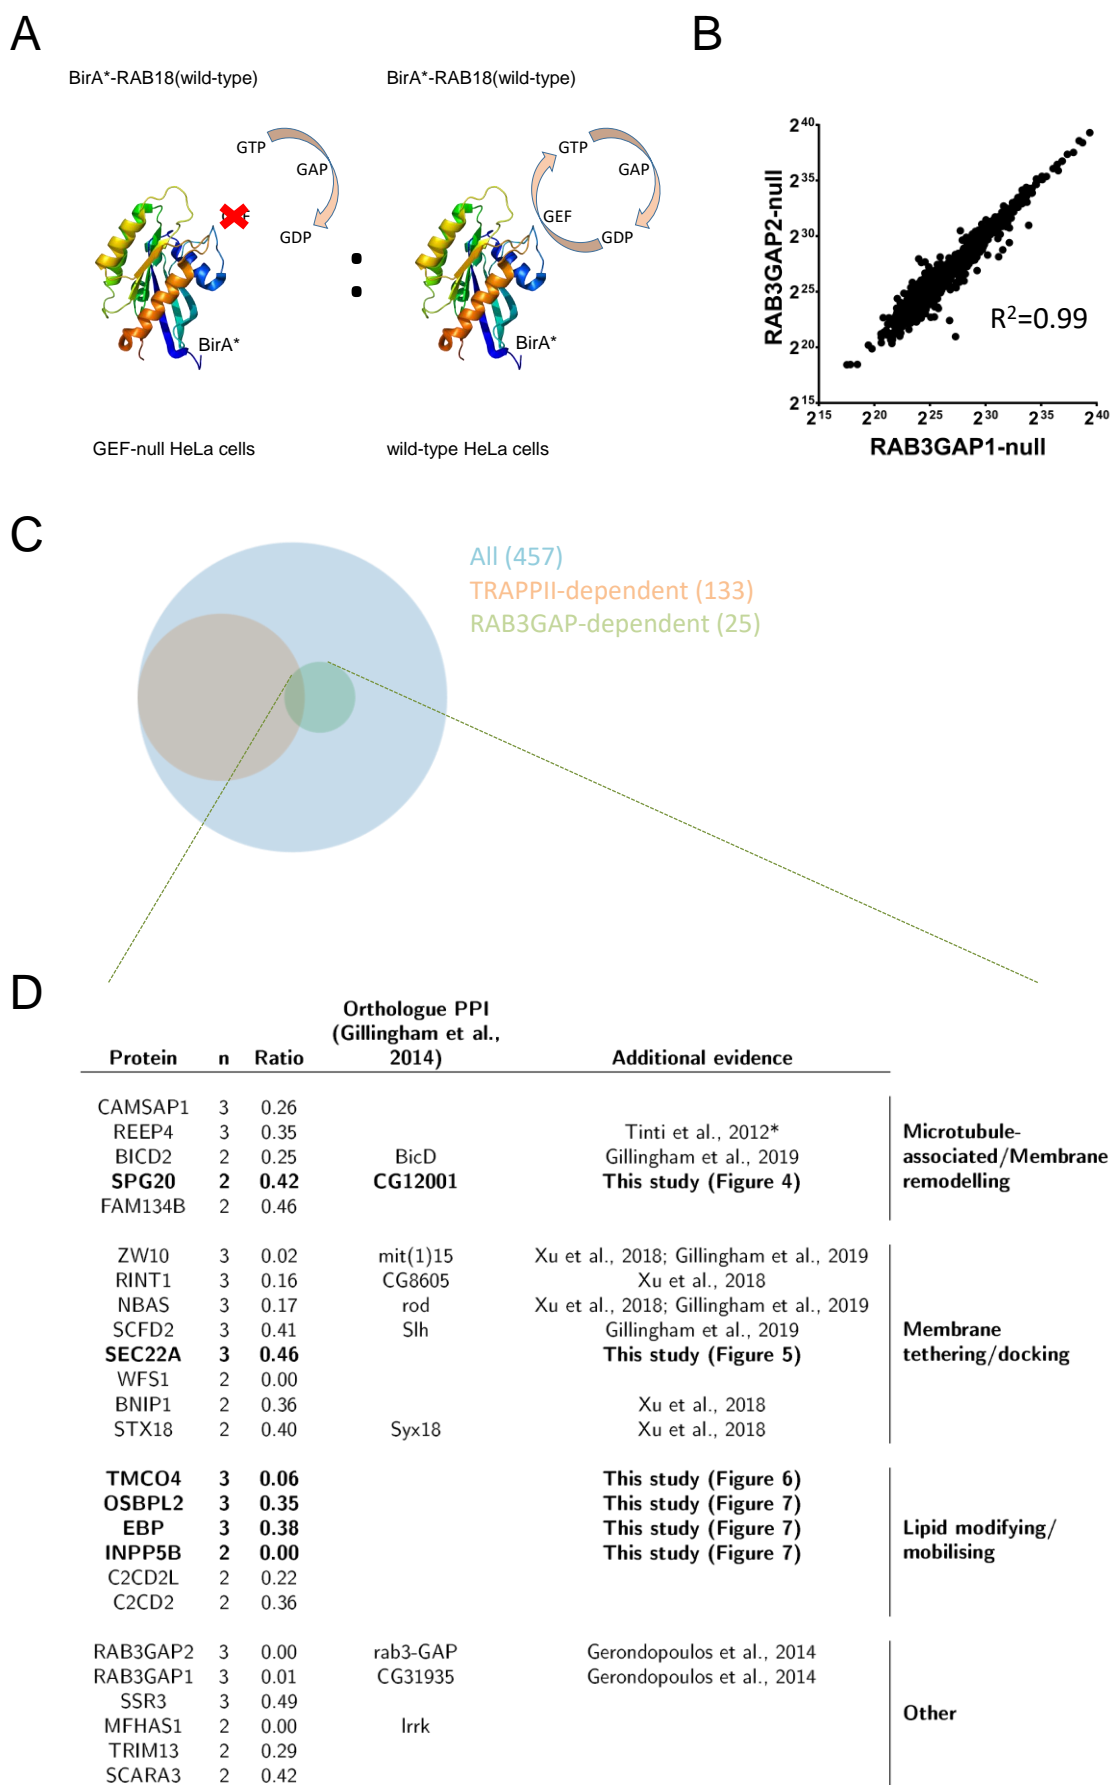 A
BirA*-RAB18(wild-type)
BirA*-RAB18(wild-type)
GTP
GAP
GDP
BirA*
GTP
GAP
GEF
GDP
BirA*
:
GEF-null HeLa cells
wild-type HeLa cells
B
RAB3GAP2-null
2^40
2^35
2^30
2^25
2^20
2^15
R²=0.99
2^15 2^20 2^25 2^30 2^35 2^40
RAB3GAP1-null
C
All (457)
TRAPPII-dependent (133)
RAB3GAP-dependent (25)
D
Orthologue PPI
(Gillingham et al.,
Protein n Ratio 2014) Additional evidence
CAMSAP1 3 0.26
REEP4 3 0.35 Tinti et al., 2012*
BICD2 2 0.25 BicD Gillingham et al., 2019
SPG20 2 0.42 CG12001 This study (Figure 4)
FAM134B 2 0.46
Microtubule-
associated/Membrane
remodelling
ZW10 3 0.02 mit(1)15 Xu et al., 2018; Gillingham et al., 2019
RINT1 3 0.16 CG8605 Xu et al., 2018
NBAS 3 0.17 rod Xu et al., 2018; Gillingham et al., 2019
SCFD2 3 0.41 Slh Gillingham et al., 2019
SEC22A 3 0.46 This study (Figure 5)
WFS1 2 0.00
BNIP1 2 0.36 Xu et al., 2018
STX18 2 0.40 Syx18 Xu et al., 2018
Membrane
tethering/docking
TMCO4 3 0.06 This study (Figure 6)
OSBPL2 3 0.35 This study (Figure 7)
EBP 3 0.38 This study (Figure 7)
INPP5B 2 0.00 This study (Figure 7)
C2CD2L 2 0.22
C2CD2 2 0.36
Lipid modifying/
mobilising
RAB3GAP2 3 0.00 rab3-GAP Gerondopoulos et al., 2014
RAB3GAP1 3 0.01 CG31935 Gerondopoulos et al., 2014
SSR3 3 0.49
MFHAS1 2 0.00 lrrk
TRIM13 2 0.29
SCARA3 2 0.42
Other